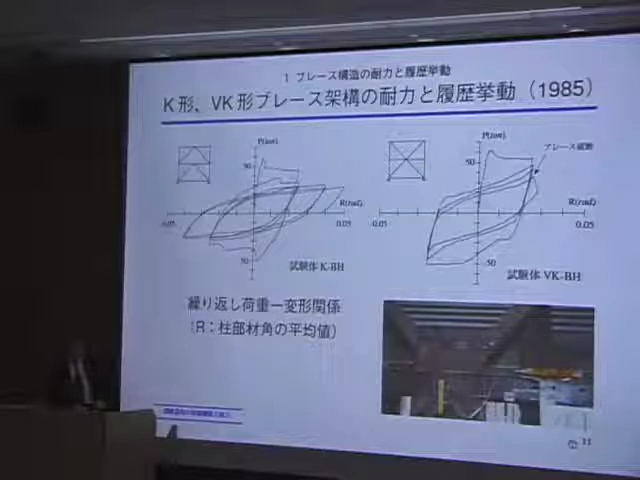 1 ブレース構造の耐力と履歴挙動
K形、VK形ブレース架構の耐力と履歴挙動（1985）
P(tonf)
50
R(rad)
-0.05
0.05
50
試験体 K-BH
P(tonf)
50
ブレース破断
R(rad)
-0.05
0.05
50
試験体 VK-BH
繰り返し荷重ー変形関係
（R：柱部材角の平均値）
11